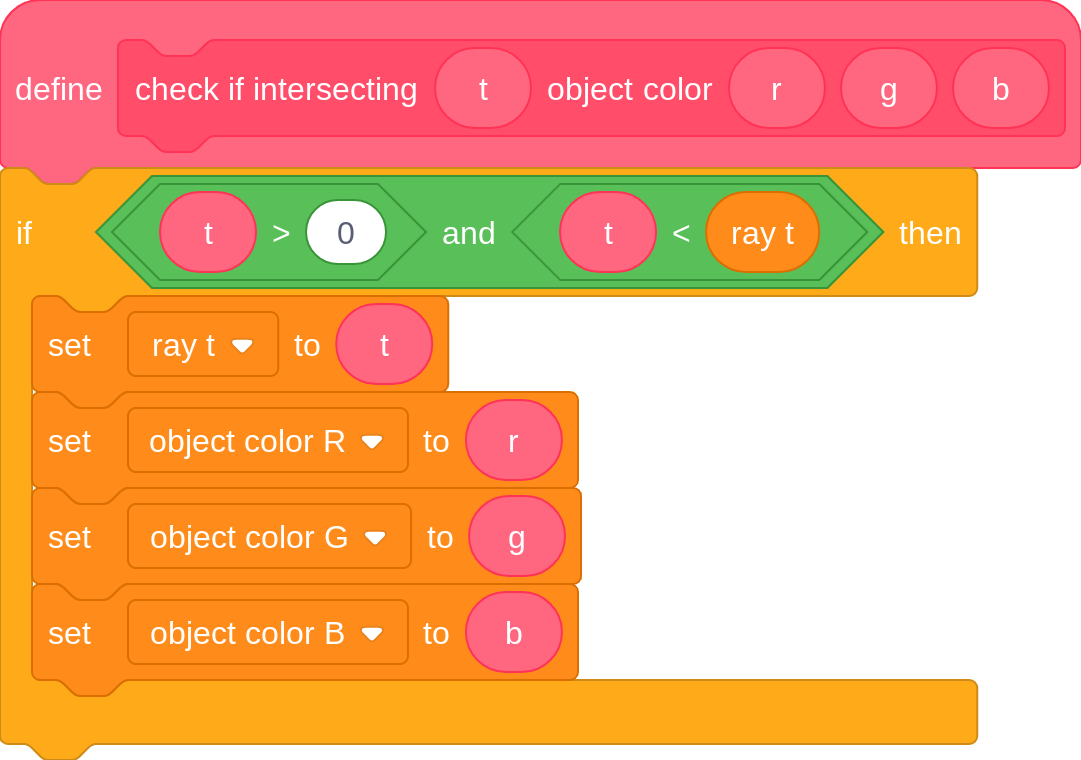 define check if intersecting t object color r g b
if t > 0 and t < ray t then
set ray t to t
set object color R to r
set object color G to g
set object color B to b